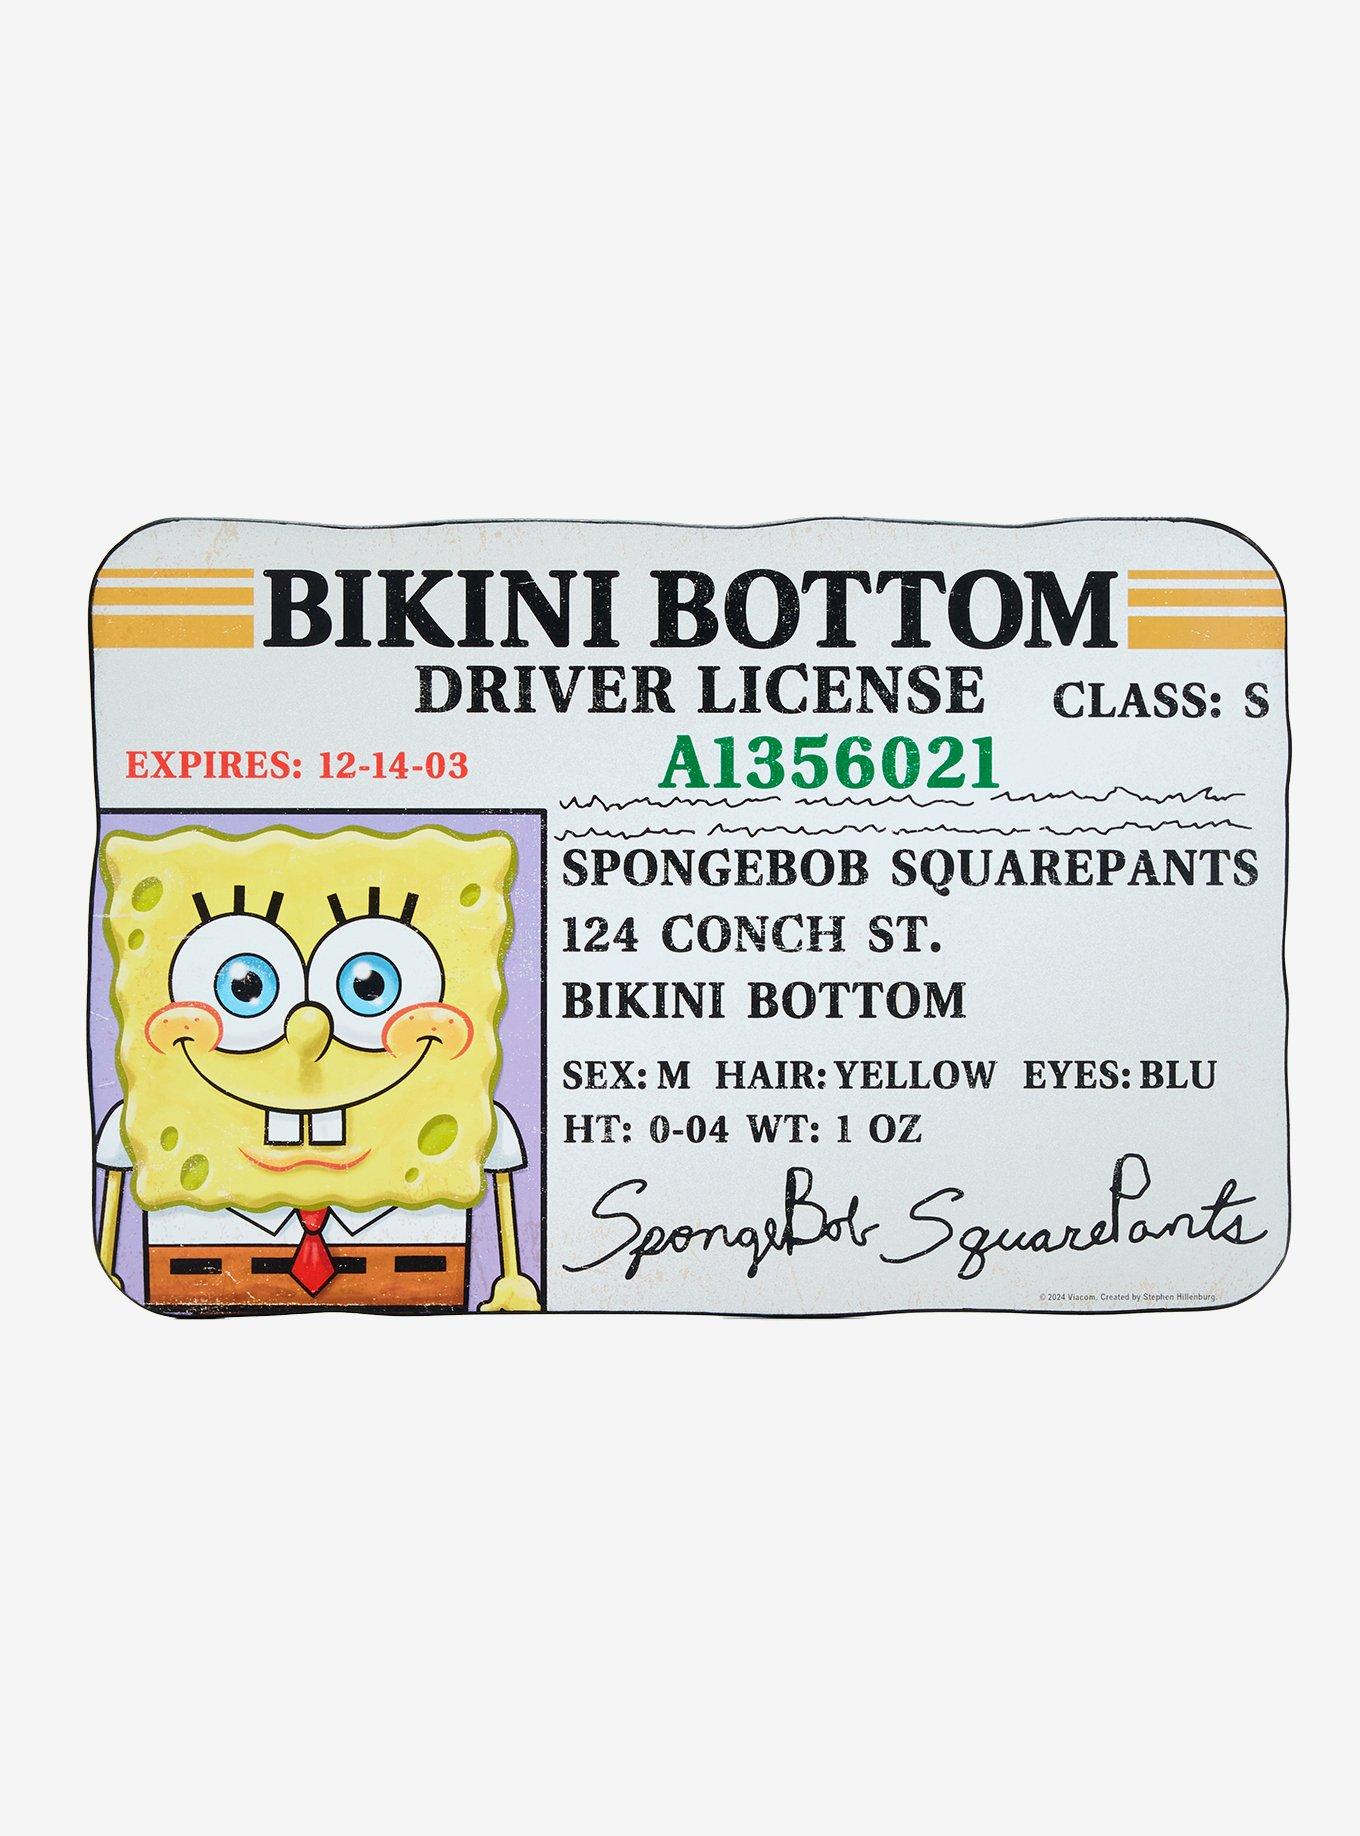 BIKINI BOTTOM
DRIVER LICENSE
CLASS: S
EXPIRES: 12-14-03
A1356021
SPONGEBOB SQUAREPANTS
124 CONCH ST.
BIKINI BOTTOM
SEX: M HAIR: YELLOW EYES: BLU
HT: 0-04 WT: 1 OZ
SpongeBob SquarePants
© 2024 Viacom. Created by Stephen Hillenburg.